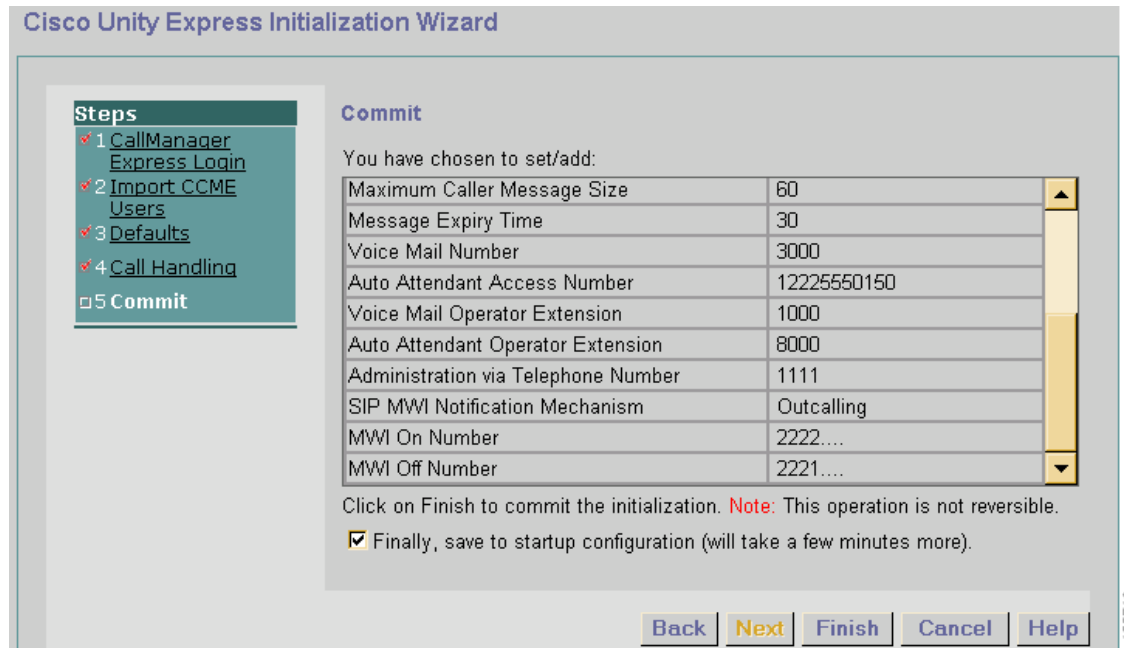 Cisco Unity Express Initialization Wizard
Steps
1 CallManager
Express Login
2 Import CCME
Users
3 Defaults
4 Call Handling
5 Commit
Commit
You have chosen to set/add:
Maximum Caller Message Size 60
Message Expiry Time 30
Voice Mail Number 3000
Auto Attendant Access Number 12225550150
Voice Mail Operator Extension 1000
Auto Attendant Operator Extension 8000
Administration via Telephone Number 1111
SIP MWI Notification Mechanism Outcalling
MWI On Number 2222....
MWI Off Number 2221....
Click on Finish to commit the initialization. Note: This operation is not reversible.
Finally, save to startup configuration (will take a few minutes more).
Back Next Finish Cancel Help